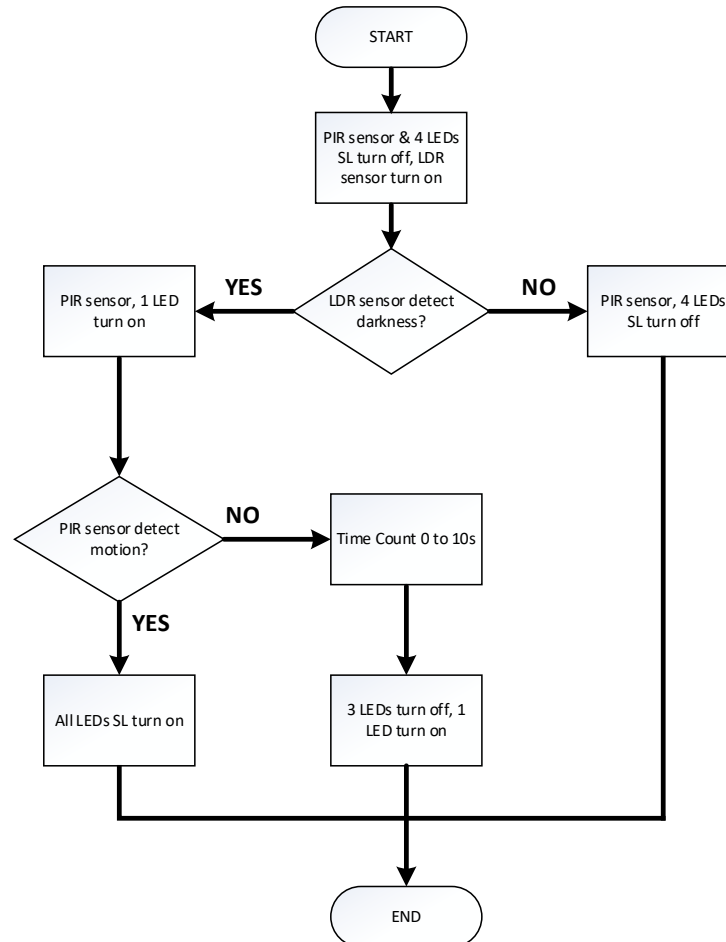 START
PIR sensor & 4 LEDs
SL turn off, LDR
sensor turn on
LDR sensor detect
darkness?
YES
NO
PIR sensor, 1 LED
turn on
PIR sensor, 4 LEDs
SL turn off
PIR sensor detect
motion?
NO
Time Count 0 to 10s
YES
All LEDs SL turn on
3 LEDs turn off, 1
LED turn on
END